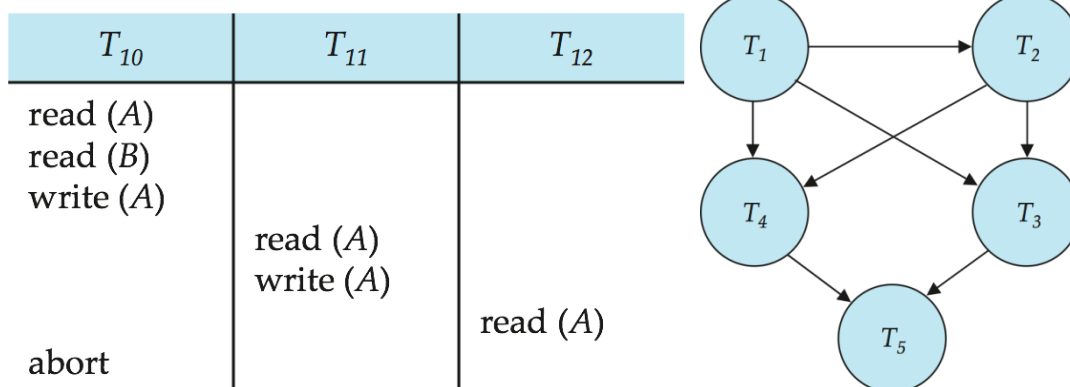 T10 T11 T12
read (A)
read (B)
write (A)
read (A)
write (A)
read (A)
abort
T1 T2
T4 T3
T5